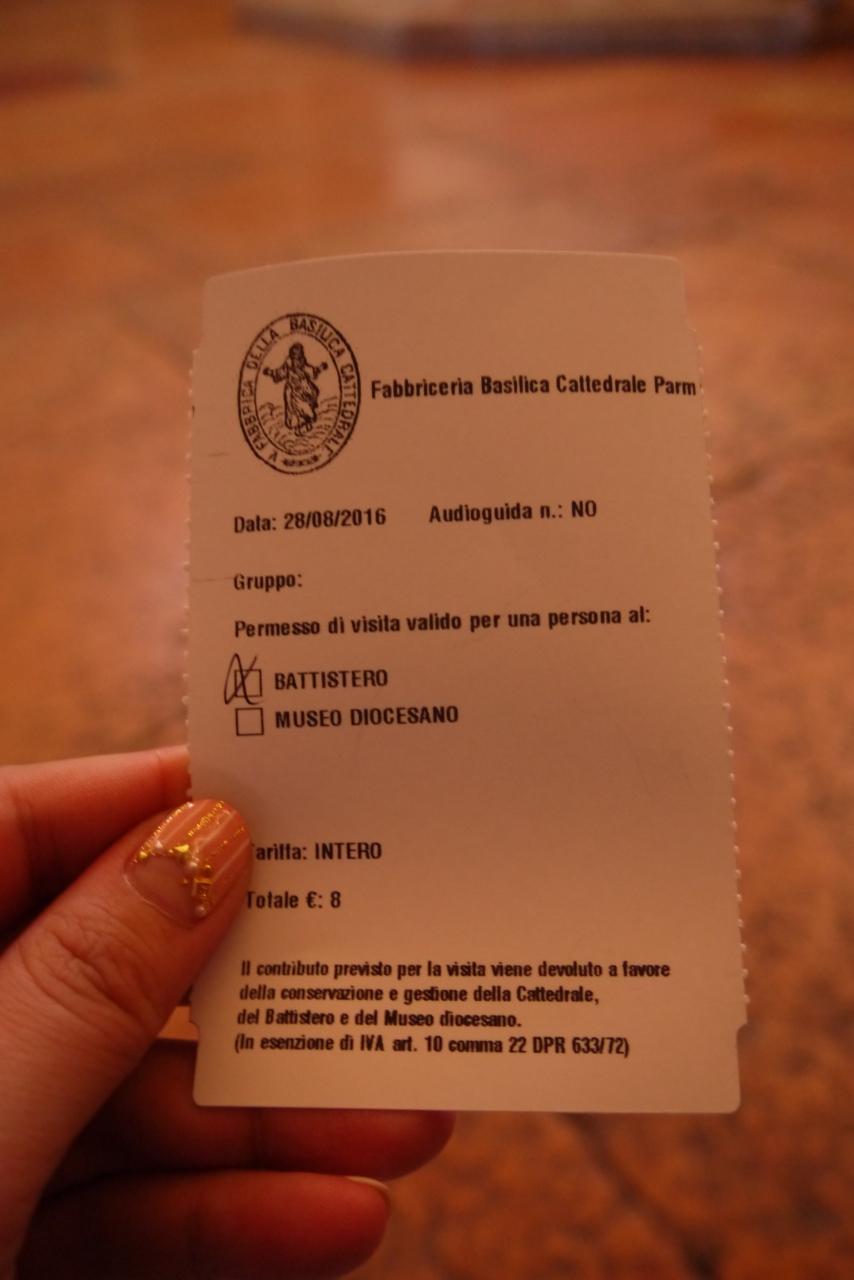 FABBRICA DELLA BASILICA CATTEDRALE
Fabbriceria Basilica Cattedrale Parm
Data: 28/08/2016 Audioguida n.: NO
Gruppo:
Permesso di visita valido per una persona al:
BATTISTERO
MUSEO DIOCESANO
Tariffa: INTERO
Totale €: 8
Il contributo previsto per la visita viene devoluto a favore
della conservazione e gestione della Cattedrale,
del Battistero e del Museo diocesano.
(In esenzione di IVA art. 10 comma 22 DPR 633/72)